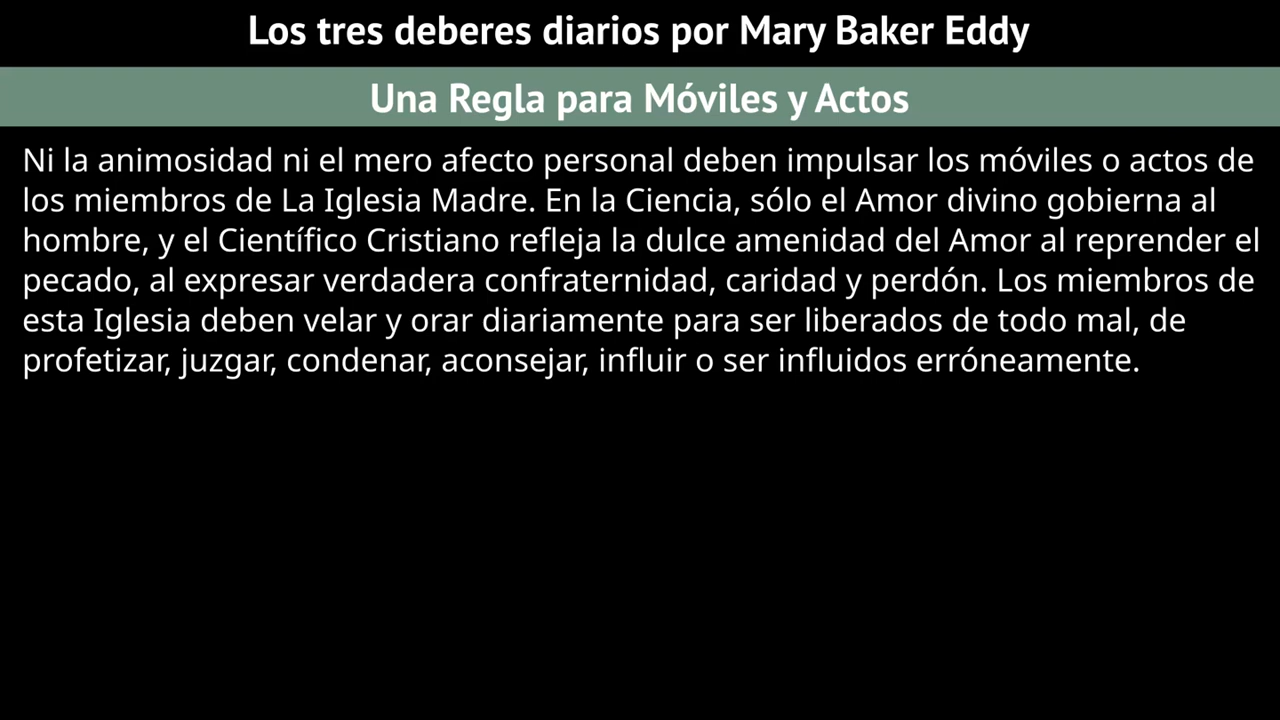 Los tres deberes diarios por Mary Baker Eddy
Una Regla para Móviles y Actos
Ni la animosidad ni el mero afecto personal deben impulsar los móviles o actos de
los miembros de La Iglesia Madre. En la Ciencia, sólo el Amor divino gobierna al
hombre, y el Científico Cristiano refleja la dulce amenidad del Amor al reprender el
pecado, al expresar verdadera confraternidad, caridad y perdón. Los miembros de
esta Iglesia deben velar y orar diariamente para ser liberados de todo mal, de
profetizar, juzgar, condenar, aconsejar, influir o ser influidos erróneamente.